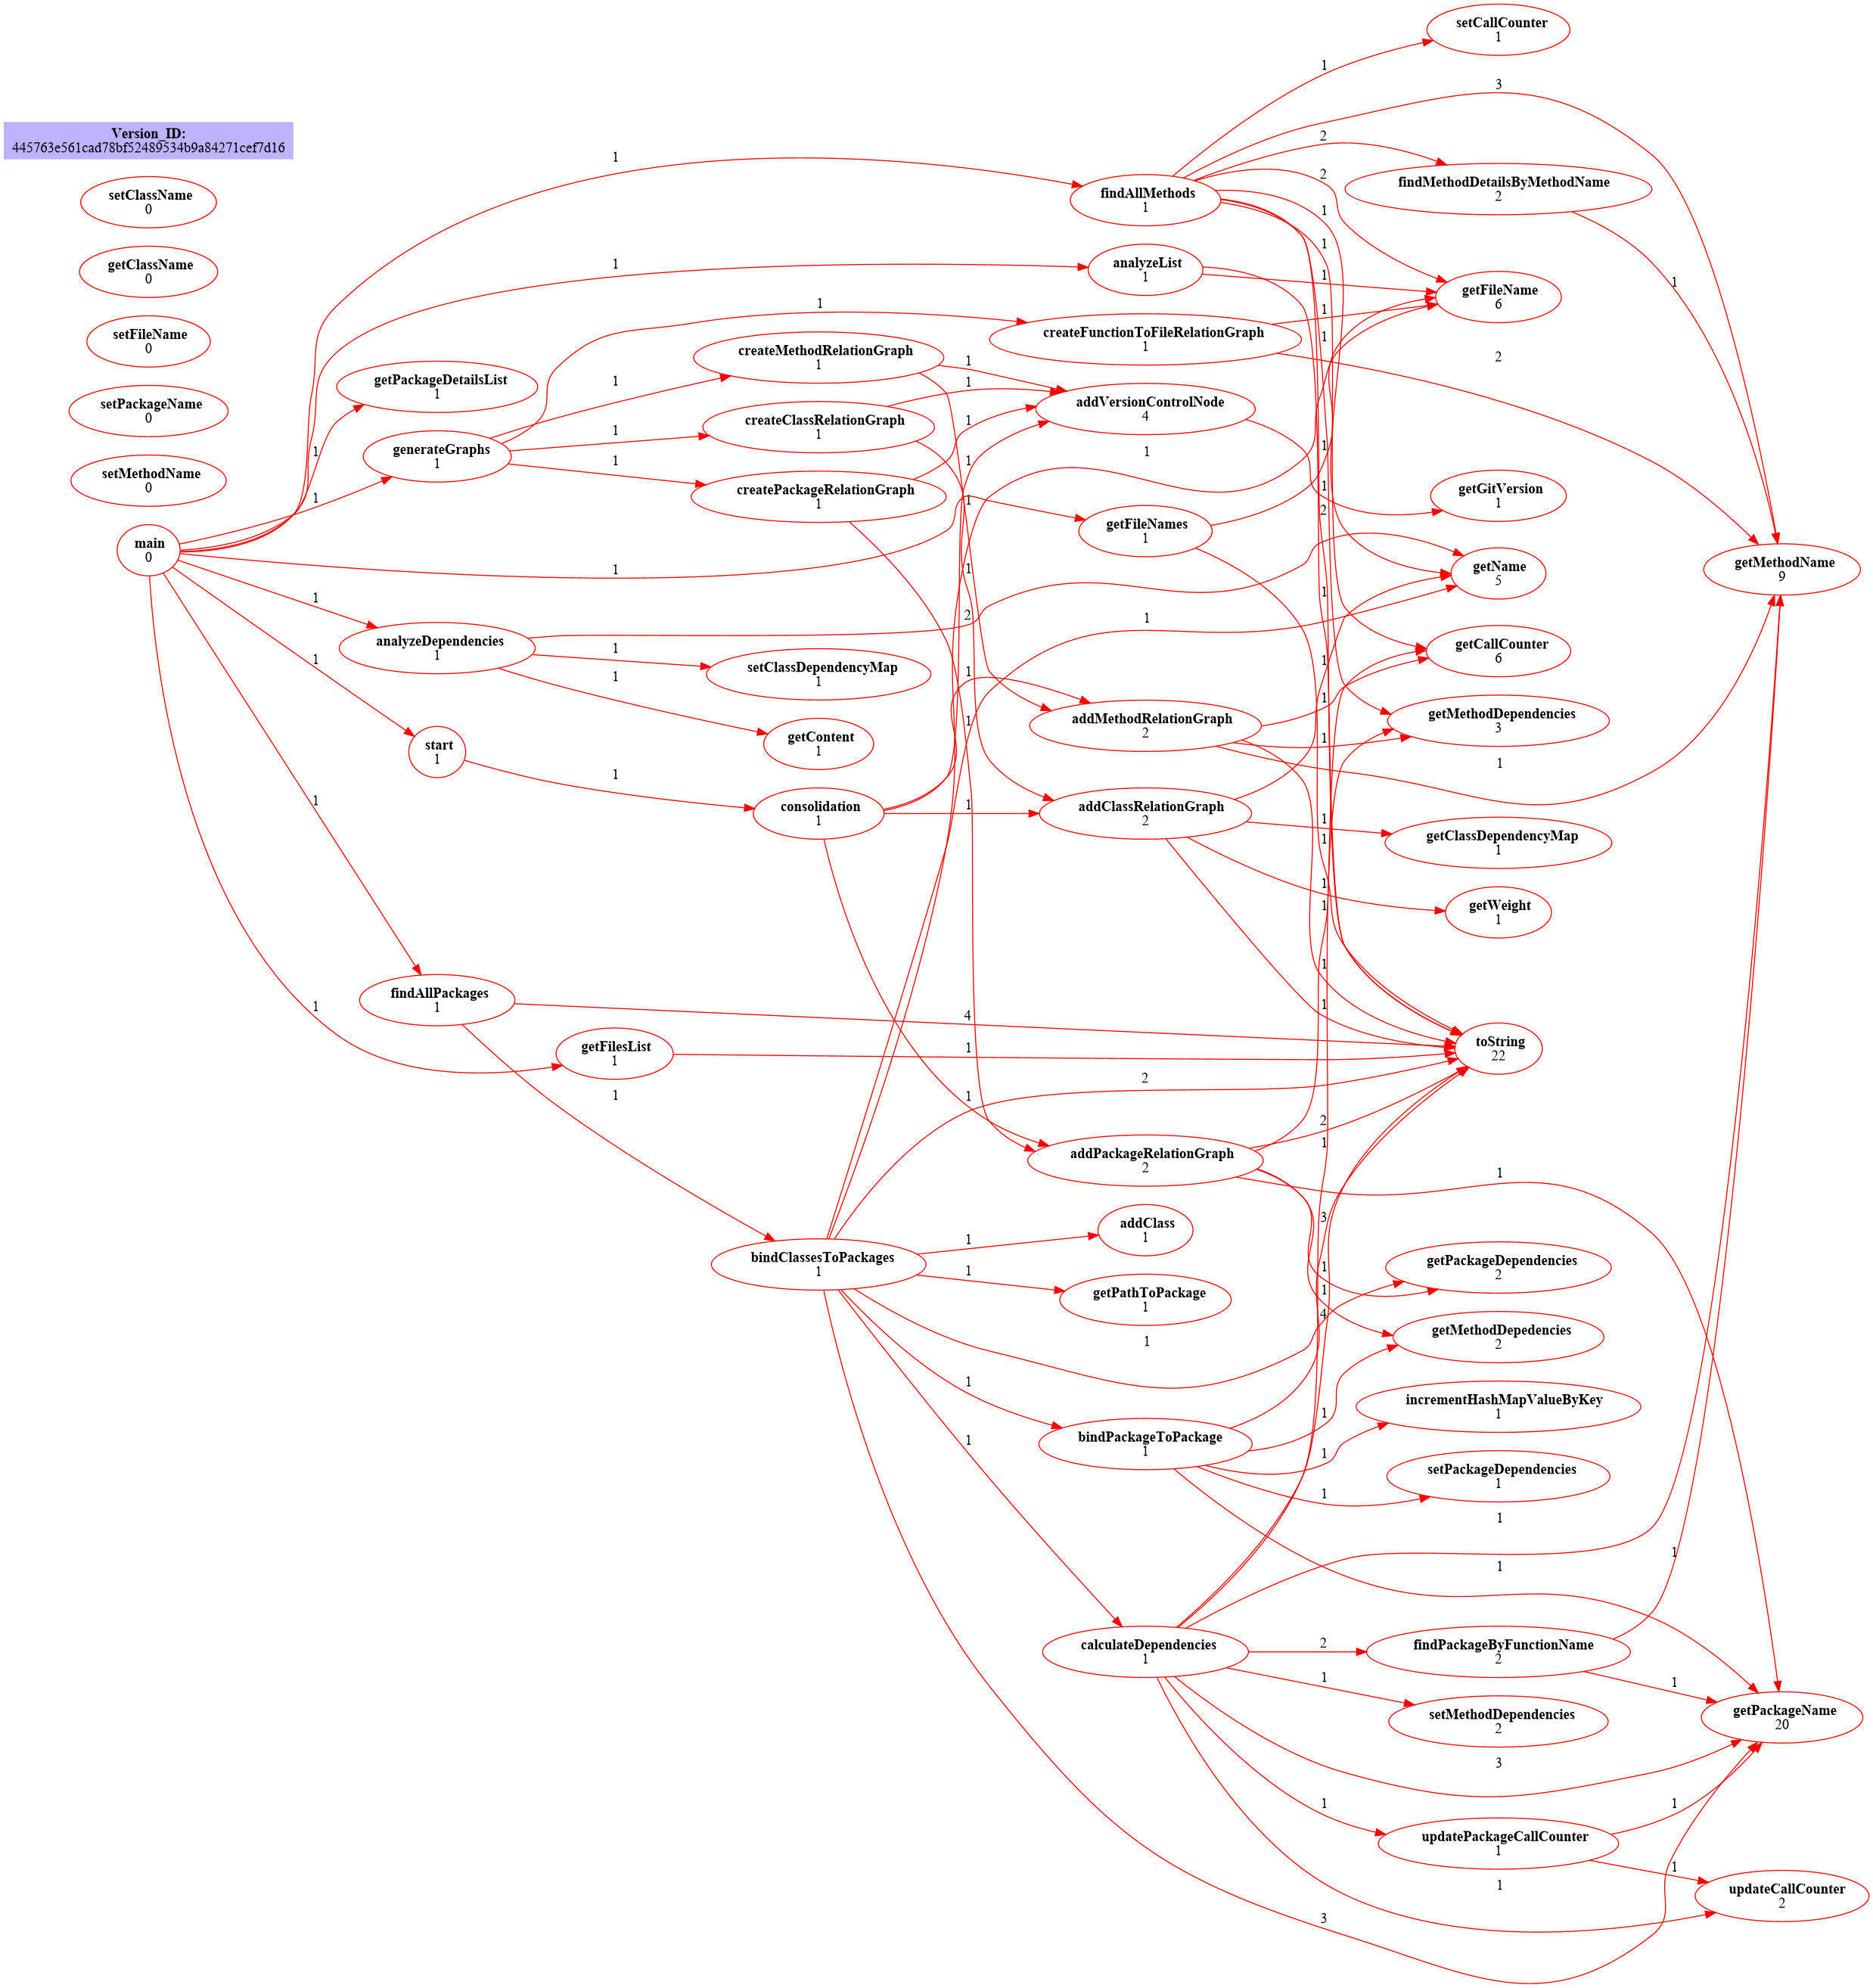 Version_ID:
445763e561cad78bf52489534b9a84271cef7d16
setClassName
0
getClassName
0
setFileName
0
setPackageName
0
setMethodName
0
main
0
1
1
1
1
1
1
1
1
1
getPackageDetailsList
1
generateGraphs
1
analyzeDependencies
1
start
1
findAllPackages
1
getFilesList
1
1
1
1
1
1
1
1
1
1
1
1
createMethodRelationGraph
1
createClassRelationGraph
1
createPackageRelationGraph
1
setClassDependencyMap
1
getContent
1
consolidation
1
bindClassesToPackages
1
1
1
1
1
1
1
2
1
1
1
4
1
1
1
1
1
1
findAllMethods
1
analyzeList
1
createFunctionToFileRelationGraph
1
addVersionControlNode
4
1
getFileNames
1
1
addMethodRelationGraph
2
addClassRelationGraph
2
2
addPackageRelationGraph
2
addClass
1
getPathToPackage
1
1
bindPackageToPackage
1
calculateDependencies
1
1
2
2
1
1
1
1
1
1
1
2
1
1
1
1
1
1
1
1
1
2
1
3
1
1
4
1
1
1
2
1
1
3
setCallCounter
1
3
findMethodDetailsByMethodName
2
getFileName
6
2
getGitVersion
1
getName
5
getCallCounter
6
getMethodDependencies
3
1
getClassDependencyMap
1
getWeight
1
toString
22
1
getPackageDependencies
2
getMethodDepedencies
2
incrementHashMapValueByKey
1
setPackageDependencies
1
1
1
findPackageByFunctionName
2
setMethodDependencies
2
3
updatePackageCallCounter
1
1
1
1
1
1
1
getMethodName
9
getPackageName
20
updateCallCounter
2